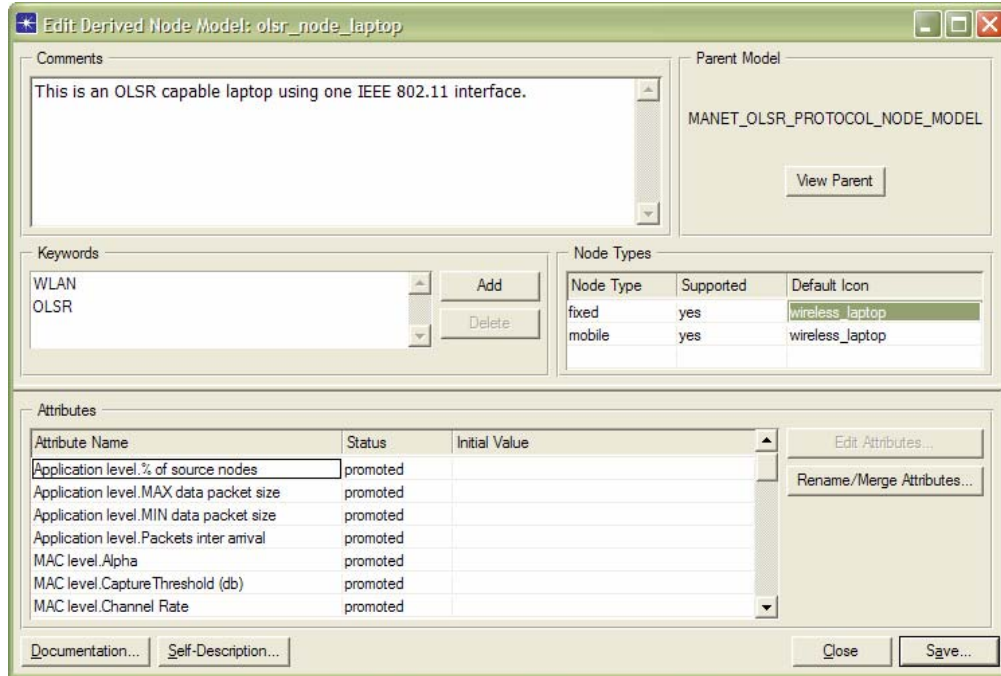 Edit Derived Node Model: olsr_node_laptop
Comments
This is an OLSR capable laptop using one IEEE 802.11 interface.
Parent Model
MANET_OLSR_PROTOCOL_NODE_MODEL
View Parent
Keywords
WLAN
OLSR
Add
Delete
Node Types
Node Type Supported Default Icon
fixed yes wireless_laptop
mobile yes wireless_laptop
Attributes
Attribute Name Status Initial Value
Application level.% of source nodes promoted
Application level.MAX data packet size promoted
Application level.MIN data packet size promoted
Application level.Packets inter arrival promoted
MAC level.Alpha promoted
MAC level.CaptureThreshold (db) promoted
MAC level.Channel Rate promoted
Edit Attributes...
Rename/Merge Attributes...
Documentation... Self-Description... Close Save...